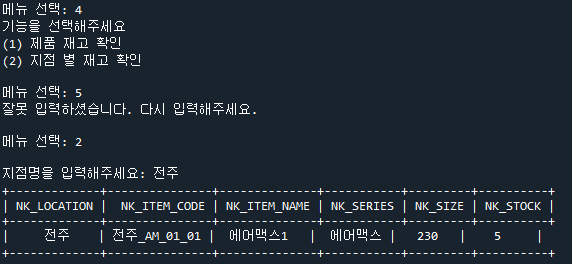 메뉴 선택: 4
기능을 선택해주세요
(1) 제품 재고 확인
(2) 지점 별 재고 확인
메뉴 선택: 5
잘못 입력하셨습니다. 다시 입력해주세요.
메뉴 선택: 2
지점명을 입력해주세요: 전주
+-------------+--------------+--------------+-----------+---------+----------+
| NK_LOCATION | NK_ITEM_CODE | NK_ITEM_NAME | NK_SERIES | NK_SIZE | NK_STOCK |
+-------------+--------------+--------------+-----------+---------+----------+
| 전주 | 전주_AM_01_01 | 에어맥스1 | 에어맥스 | 230 | 5 |
+-------------+--------------+--------------+-----------+---------+----------+